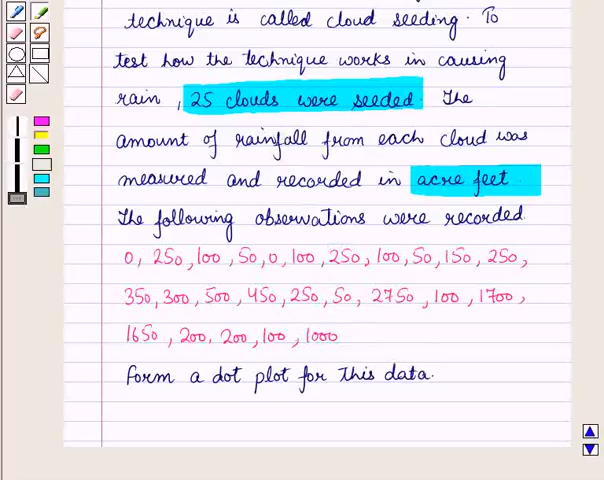 technique is called cloud seeding. To
test how the technique works in causing
rain, 25 clouds were seeded. The
amount of rainfall from each cloud was
measured and recorded in acre feet.
The following observations were recorded.
0, 250, 100, 50, 0, 100, 250, 100, 50, 150, 250,
350, 300, 500, 450, 250, 50, 2750, 100, 1700,
1650, 200, 200, 100, 1000
Form a dot plot for this data.